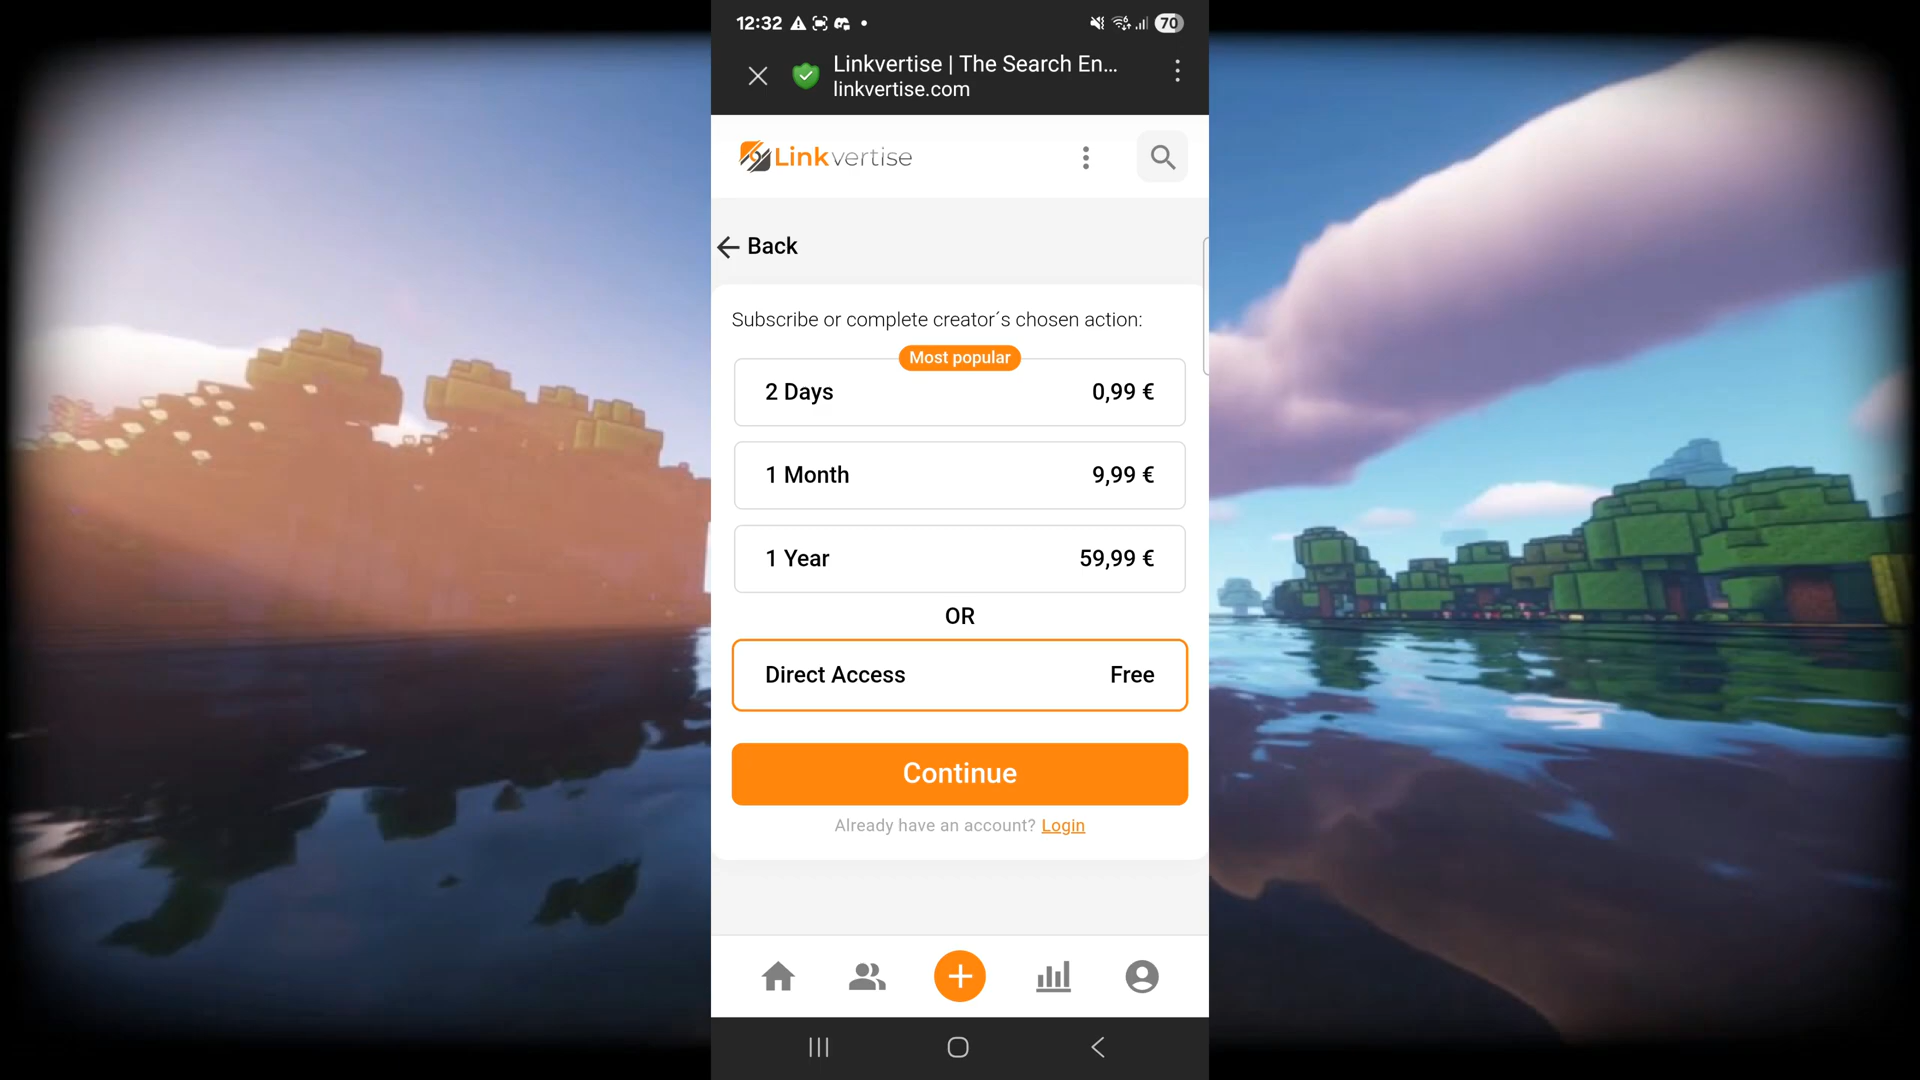 12:32
70
Linkvertise | The Search En...
linkvertise.com
Linkvertise
Back
Subscribe or complete creator´s chosen action:
Most popular
2 Days 0,99 €
1 Month 9,99 €
1 Year 59,99 €
OR
Direct Access Free
Continue
Already have an account? Login